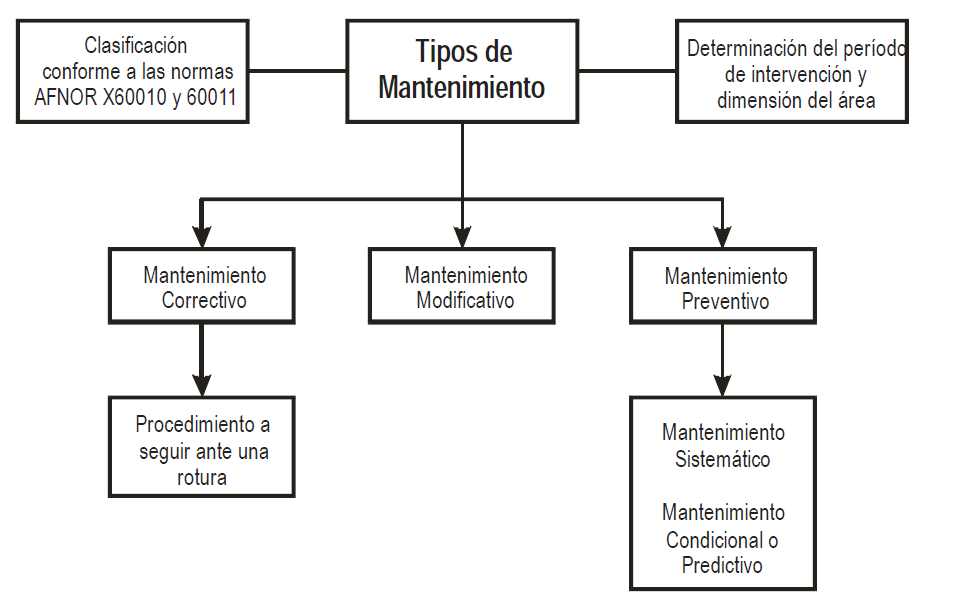 Clasificación
conforme a las normas
AFNOR X60010 y 60011
Tipos de
Mantenimiento
Determinación del período
de intervención y
dimensión del área
Mantenimiento
Correctivo
Mantenimiento
Modificativo
Mantenimiento
Preventivo
Procedimiento a
seguir ante una
rotura
Mantenimiento
Sistemático
Mantenimiento
Condicional o
Predictivo